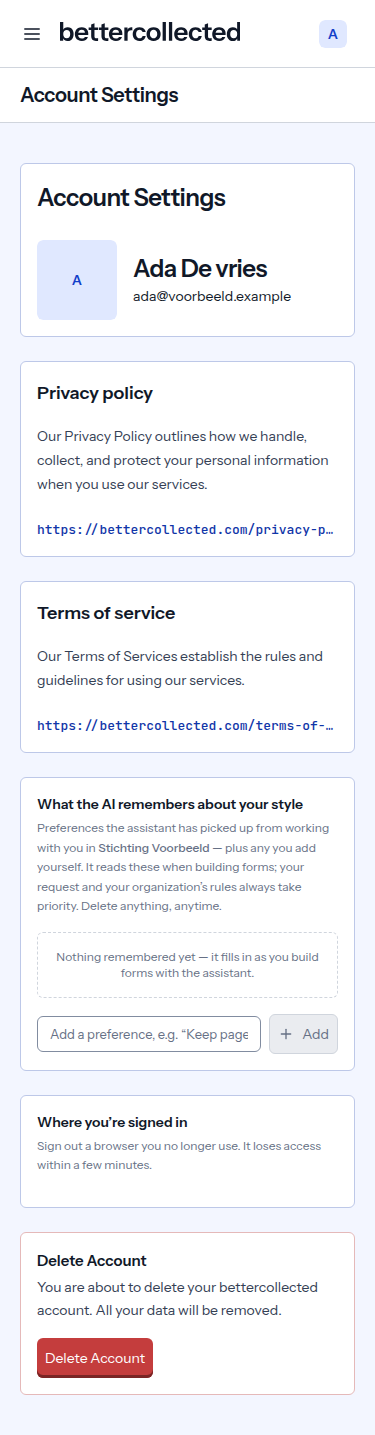 bettercollected
A
Account Settings
Account Settings
A
Ada De vries
ada@voorbeeld.example
Privacy policy
Our Privacy Policy outlines how we handle,
collect, and protect your personal information
when you use our services.
https://bettercollected.com/privacy-p…
Terms of service
Our Terms of Services establish the rules and
guidelines for using our services.
https://bettercollected.com/terms-of-…
What the AI remembers about your style
Preferences the assistant has picked up from working
with you in Stichting Voorbeeld — plus any you add
yourself. It reads these when building forms; your
request and your organization’s rules always take
priority. Delete anything, anytime.
Nothing remembered yet — it fills in as you build
forms with the assistant.
Add a preference, e.g. “Keep page
+ Add
Where you’re signed in
Sign out a browser you no longer use. It loses access
within a few minutes.
Delete Account
You are about to delete your bettercollected
account. All your data will be removed.
Delete Account